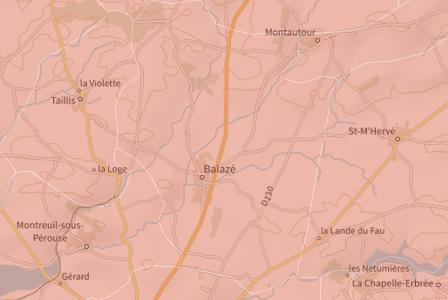 Montautour
la Violette
Taillis
St-M'Hervé
la Loge
Balazé
D130
Montreuil-sous-
Pérouse
la Lande du Fau
Gérard
les Netumières
La Chapelle-Erbrée